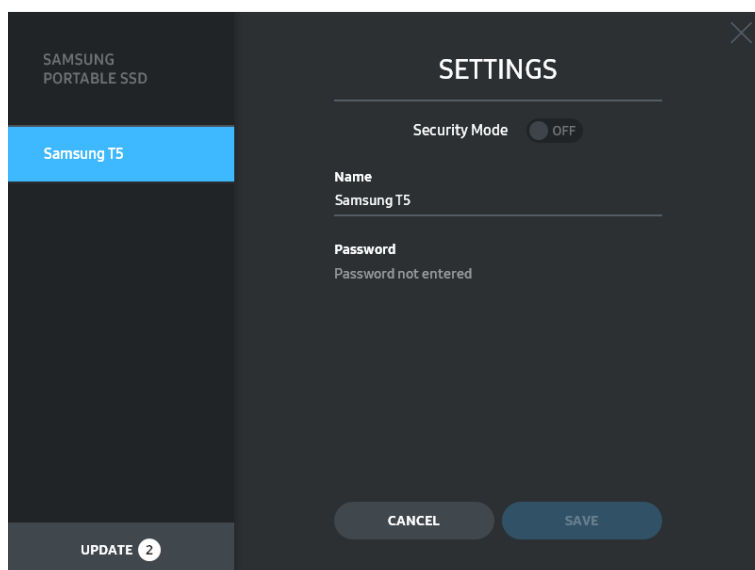 SAMSUNG
PORTABLE SSD
Samsung T5
SETTINGS
Security Mode OFF
Name
Samsung T5
Password
Password not entered
CANCEL SAVE
UPDATE 2